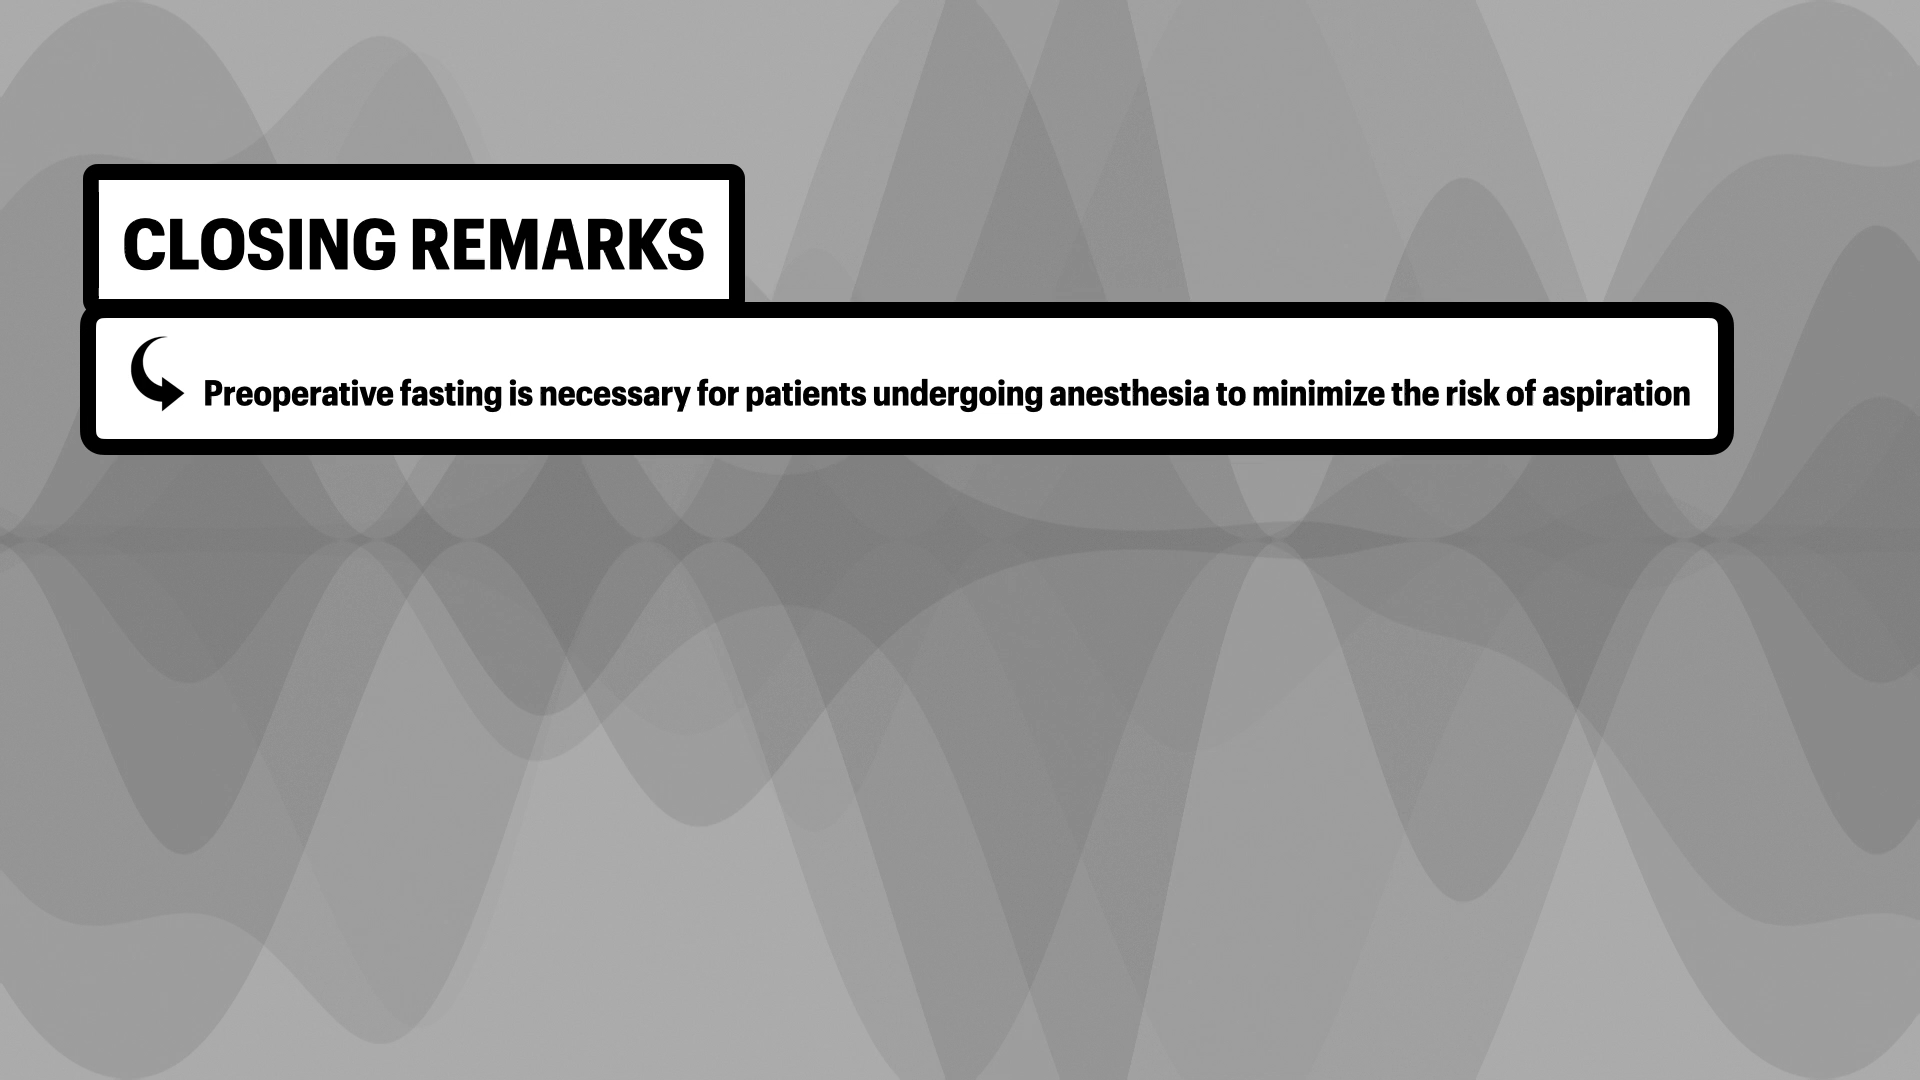 CLOSING REMARKS
Preoperative fasting is necessary for patients undergoing anesthesia to minimize the risk of aspiration